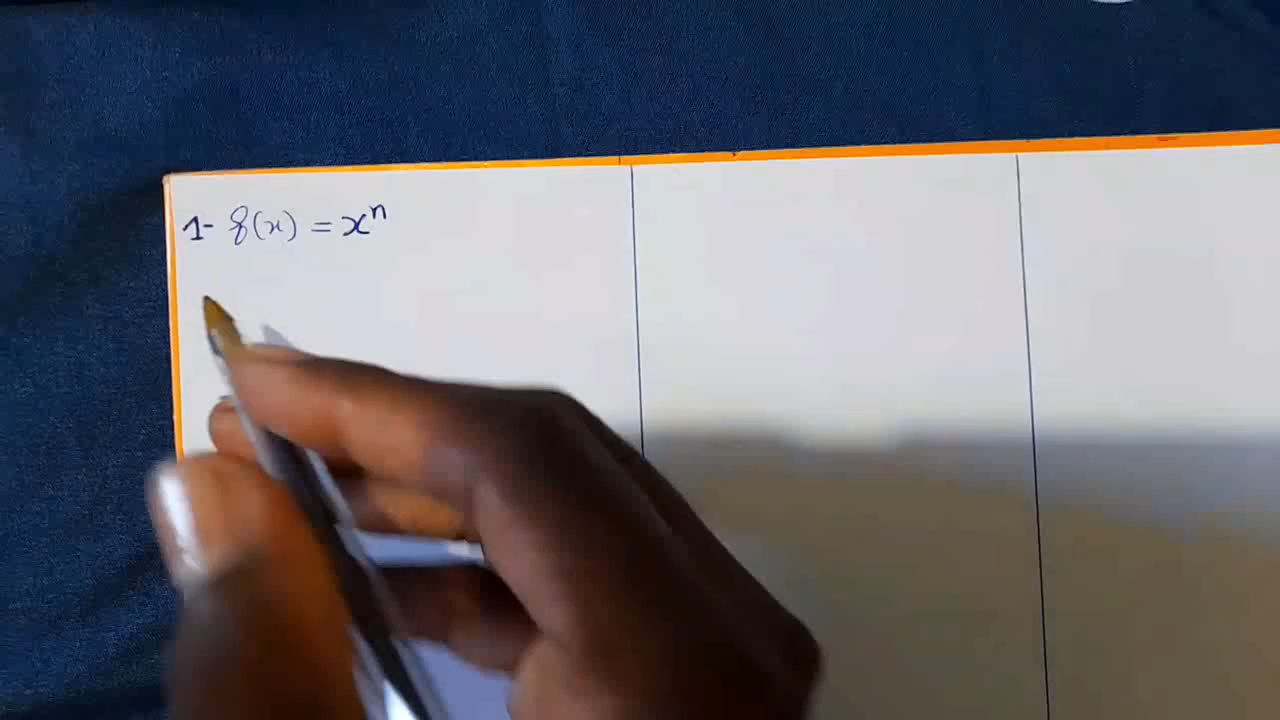 1- f(x) = xⁿ